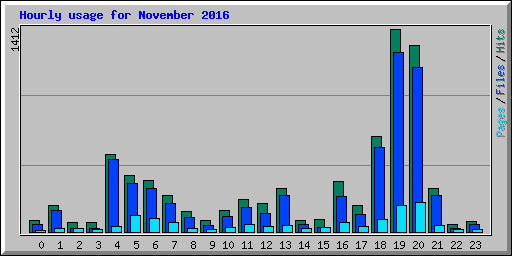 Hourly usage for November 2016
1412
Pages/Files/Hits
0 1 2 3 4 5 6 7 8 9 10 11 12 13 14 15 16 17 18 19 20 21 22 23